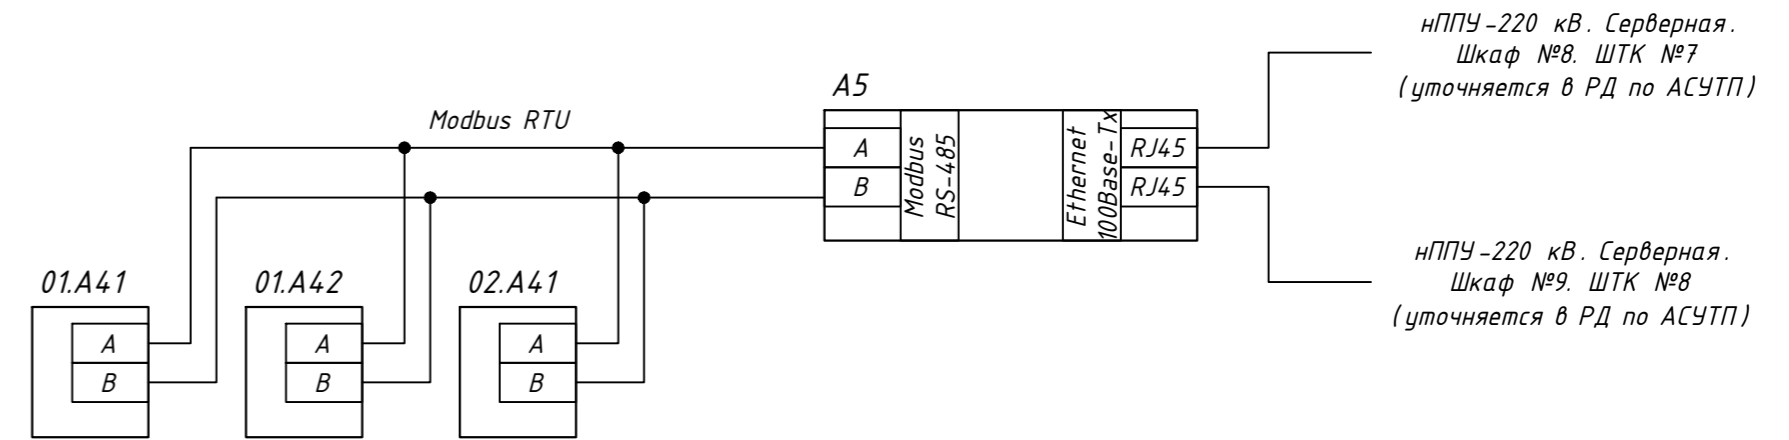 нППУ-220 кВ. Серверная.
Шкаф №8. ШТК №7
(уточняется в РД по АСУТП)
A5
Modbus RTU
A
B
Modbus
RS-485
Ethernet
100Base-Tx
RJ45
RJ45
нППУ-220 кВ. Серверная.
Шкаф №9. ШТК №8
(уточняется в РД по АСУТП)
01.A41
01.A42
02.A41
A
B
A
B
A
B